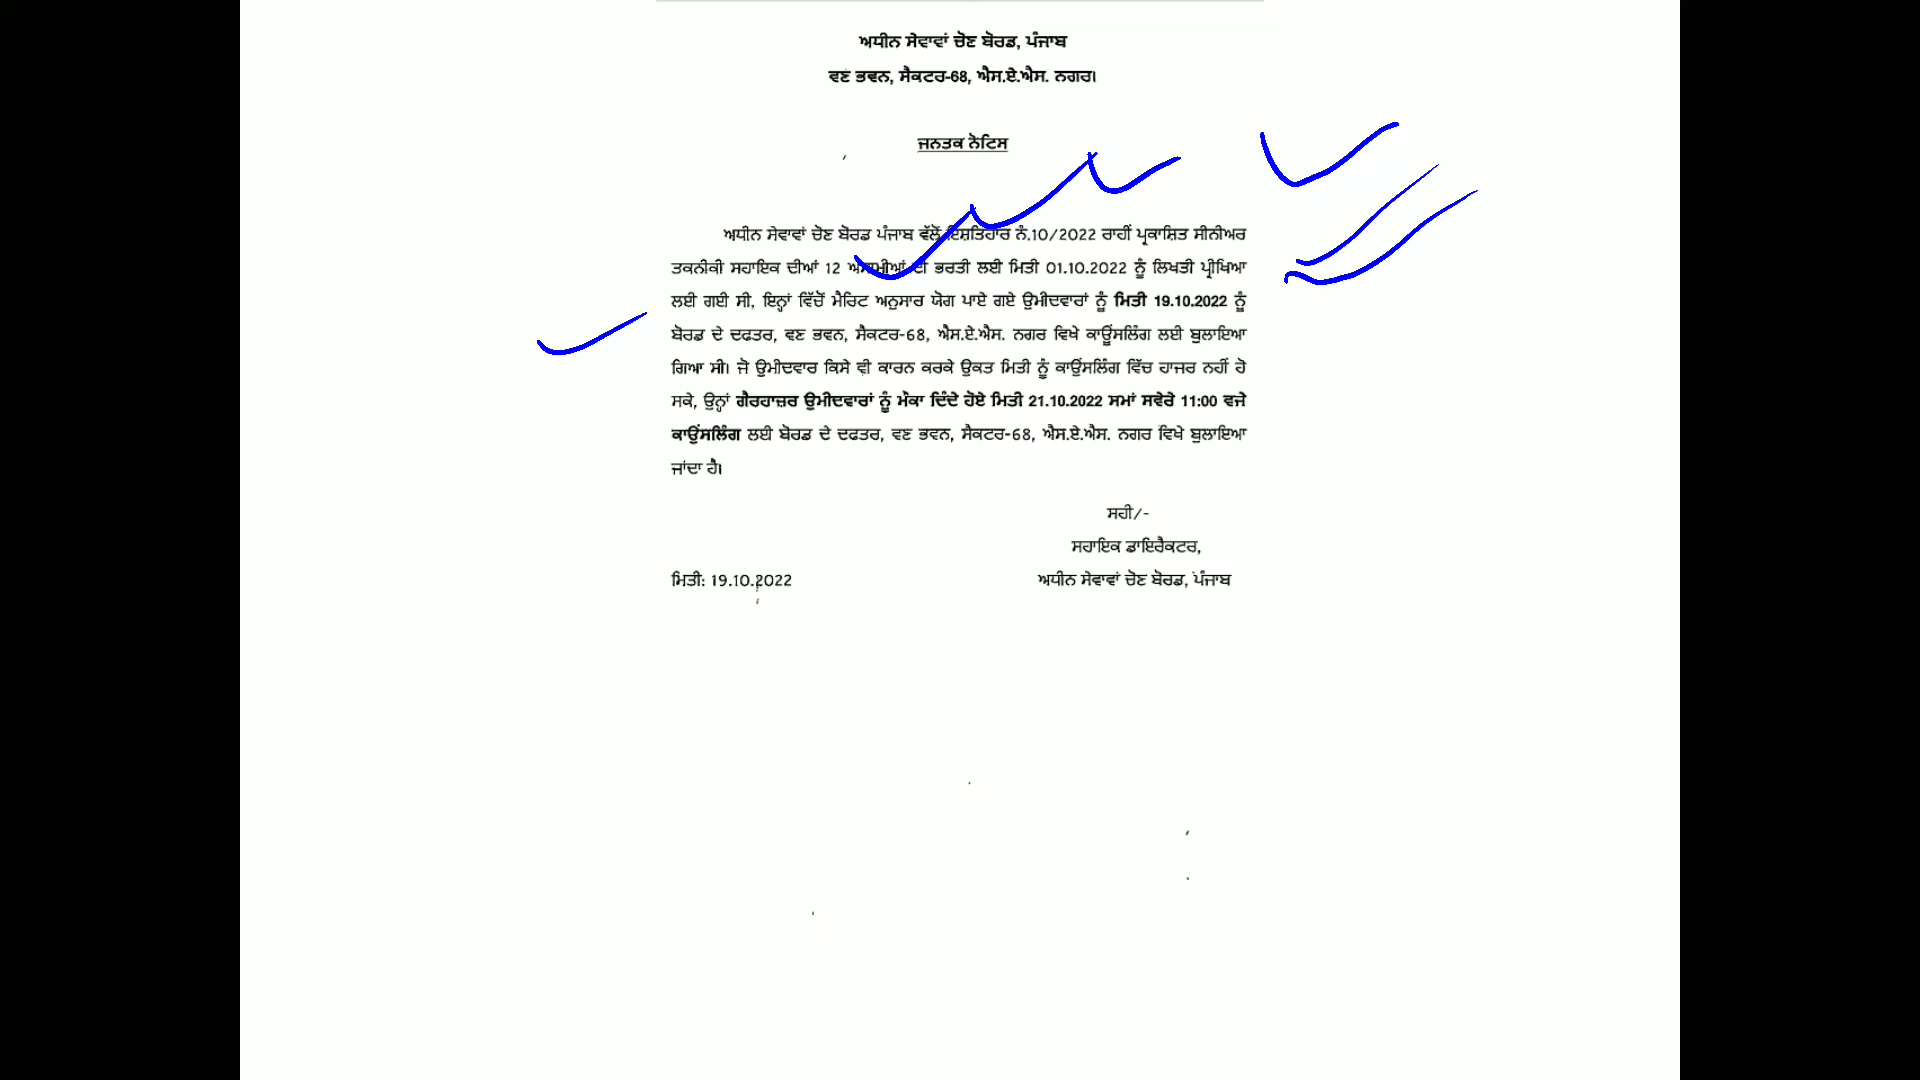 ਅਧੀਨ ਸੇਵਾਵਾਂ ਚੋਣ ਬੋਰਡ, ਪੰਜਾਬ
ਵਣ ਭਵਨ, ਸੈਕਟਰ-68, ਐਸ.ਏ.ਐਸ. ਨਗਰ।
ਜਨਤਕ ਨੋਟਿਸ
ਅਧੀਨ ਸੇਵਾਵਾਂ ਚੋਣ ਬੋਰਡ ਪੰਜਾਬ ਵੱਲੋਂ ਇਸ਼ਤਿਹਾਰ ਨੰ.10/2022 ਰਾਹੀਂ ਪ੍ਰਕਾਸ਼ਿਤ ਸੀਨੀਅਰ
ਤਕਨੀਕੀ ਸਹਾਇਕ ਦੀਆਂ 12 ਅਸਾਮੀਆਂ ਦੀ ਭਰਤੀ ਲਈ ਮਿਤੀ 01.10.2022 ਨੂੰ ਲਿਖਤੀ ਪ੍ਰੀਖਿਆ
ਲਈ ਗਈ ਸੀ, ਇਨ੍ਹਾਂ ਵਿੱਚੋਂ ਮੈਰਿਟ ਅਨੁਸਾਰ ਯੋਗ ਪਾਏ ਗਏ ਉਮੀਦਵਾਰਾਂ ਨੂੰ ਮਿਤੀ 19.10.2022 ਨੂੰ
ਬੋਰਡ ਦੇ ਦਫਤਰ, ਵਣ ਭਵਨ, ਸੈਕਟਰ-68, ਐਸ.ਏ.ਐਸ. ਨਗਰ ਵਿਖੇ ਕਾਊਂਸਲਿੰਗ ਲਈ ਬੁਲਾਇਆ
ਗਿਆ ਸੀ। ਜੋ ਉਮੀਦਵਾਰ ਕਿਸੇ ਵੀ ਕਾਰਨ ਕਰਕੇ ਉਕਤ ਮਿਤੀ ਨੂੰ ਕਾਉਂਸਲਿੰਗ ਵਿੱਚ ਹਾਜਰ ਨਹੀਂ ਹੋ
ਸਕੇ, ਉਨ੍ਹਾਂ ਗੈਰਹਾਜ਼ਰ ਉਮੀਦਵਾਰਾਂ ਨੂੰ ਮੌਕਾ ਦਿੰਦੇ ਹੋਏ ਮਿਤੀ 21.10.2022 ਸਮਾਂ ਸਵੇਰੇ 11:00 ਵਜੇ
ਕਾਉਂਸਲਿੰਗ ਲਈ ਬੋਰਡ ਦੇ ਦਫਤਰ, ਵਣ ਭਵਨ, ਸੈਕਟਰ-68, ਐਸ.ਏ.ਐਸ. ਨਗਰ ਵਿਖੇ ਬੁਲਾਇਆ
ਜਾਂਦਾ ਹੈ।
ਸਹੀ/-
ਸਹਾਇਕ ਡਾਇਰੈਕਟਰ,
ਮਿਤੀ: 19.10.2022 ਅਧੀਨ ਸੇਵਾਵਾਂ ਚੋਣ ਬੋਰਡ, ਪੰਜਾਬ